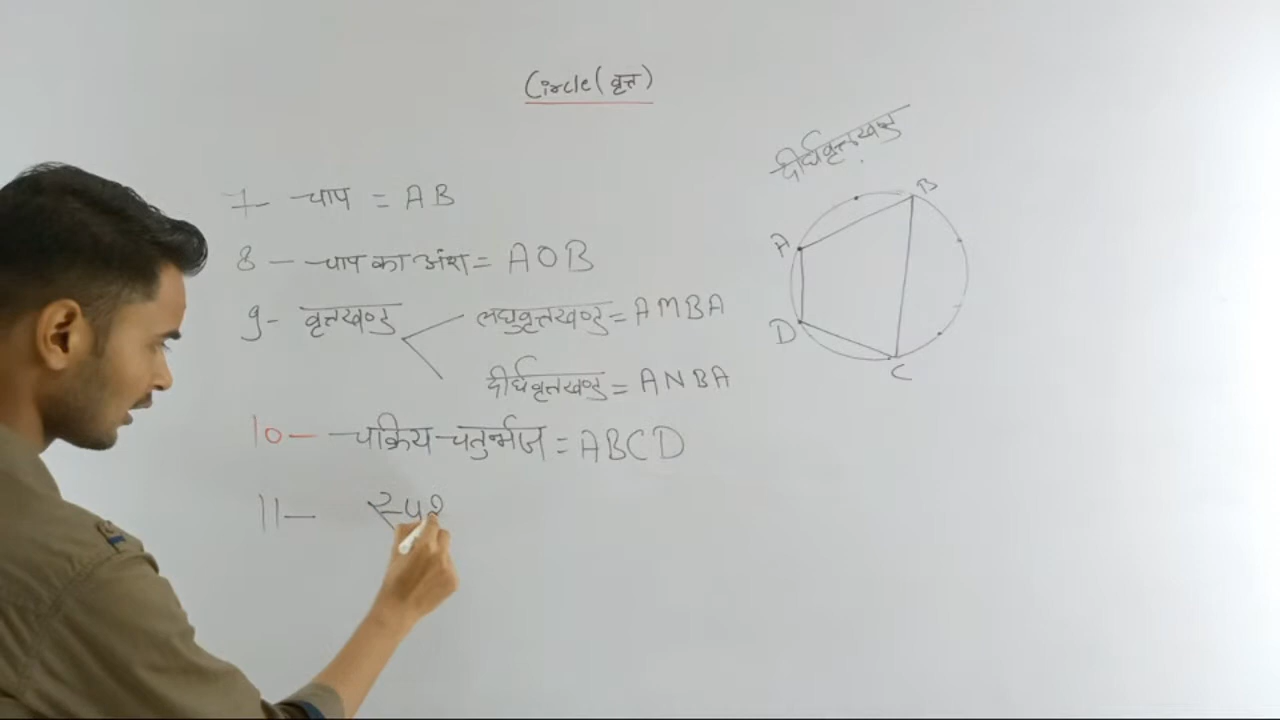 Circle (वृत्त)
7- चाप = AB
8 - चाप का अंश = AOB
9- वृत्तखण्ड
लघुवृत्तखण्ड = AMBA
दीर्घवृत्तखण्ड = ANBA
10- चक्रिय चतुर्भुज = ABCD
11-
दीर्घवृत्तखण्ड
A
B
D
C